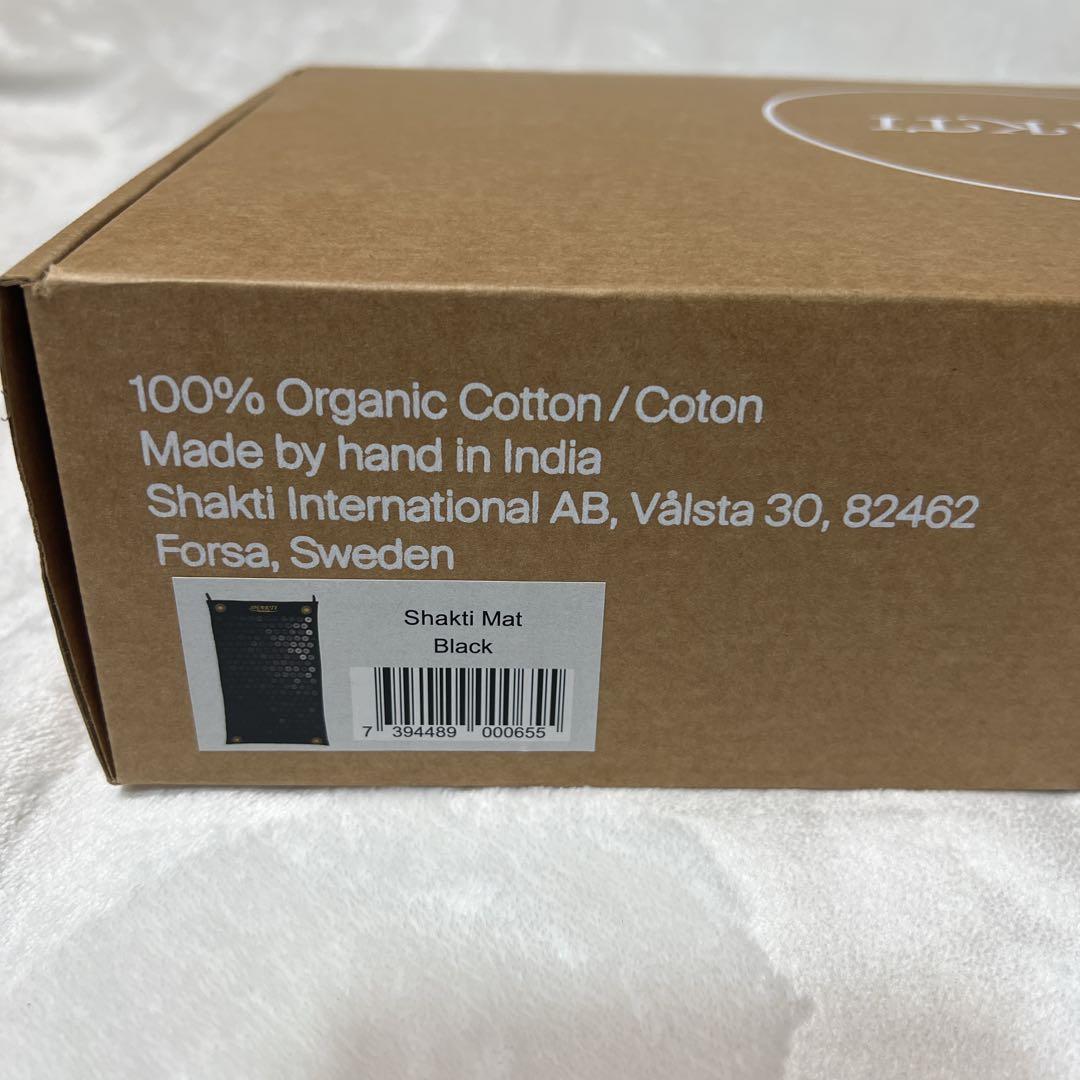 100% Organic Cotton / Coton
Made by hand in India
Shakti International AB, Vålsta 30, 82462
Forsa, Sweden
SHAKTI
Shakti Mat
Black
7 394489 000655